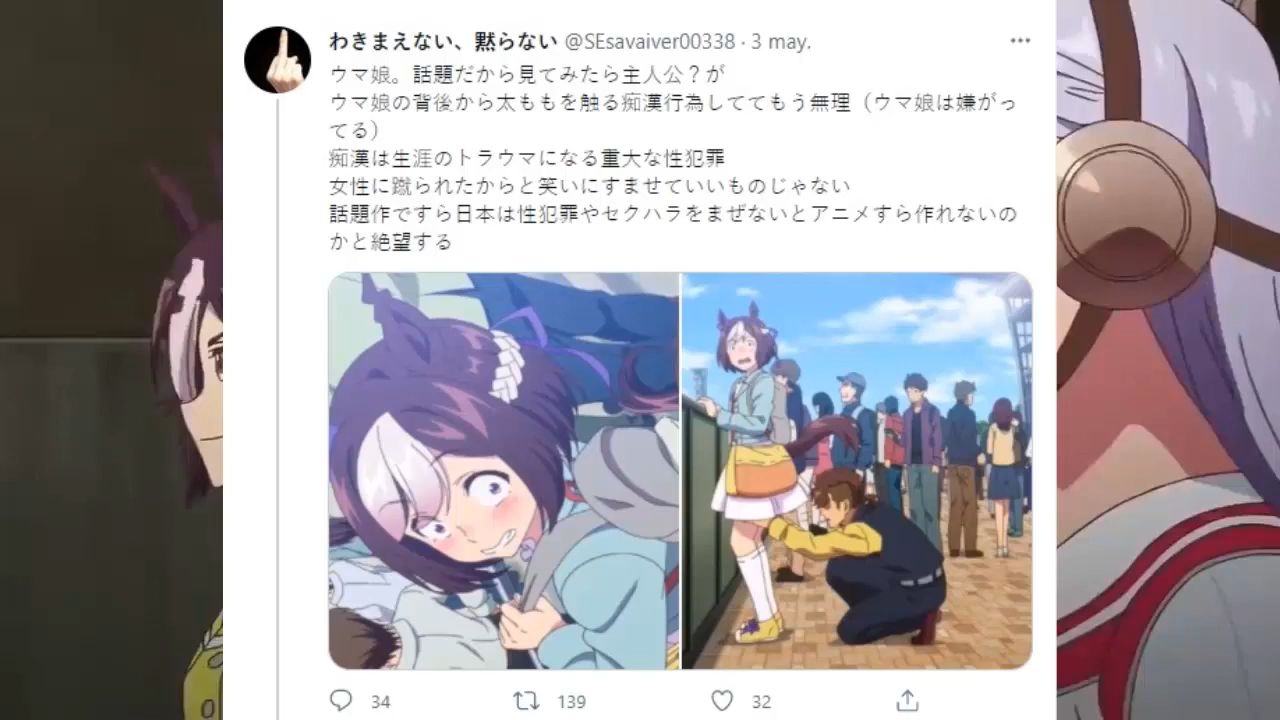 わきまえない、黙らない @SEsavaiver00338 · 3 may.
ウマ娘。話題だから見てみたら主人公？が
ウマ娘の背後から太ももを触る痴漢行為しててもう無理（ウマ娘は嫌がっ
てる）
痴漢は生涯のトラウマになる重大な性犯罪
女性に蹴られたからと笑いにすませていいものじゃない
話題作ですら日本は性犯罪やセクハラをまぜないとアニメすら作れないの
かと絶望する
34 139 32